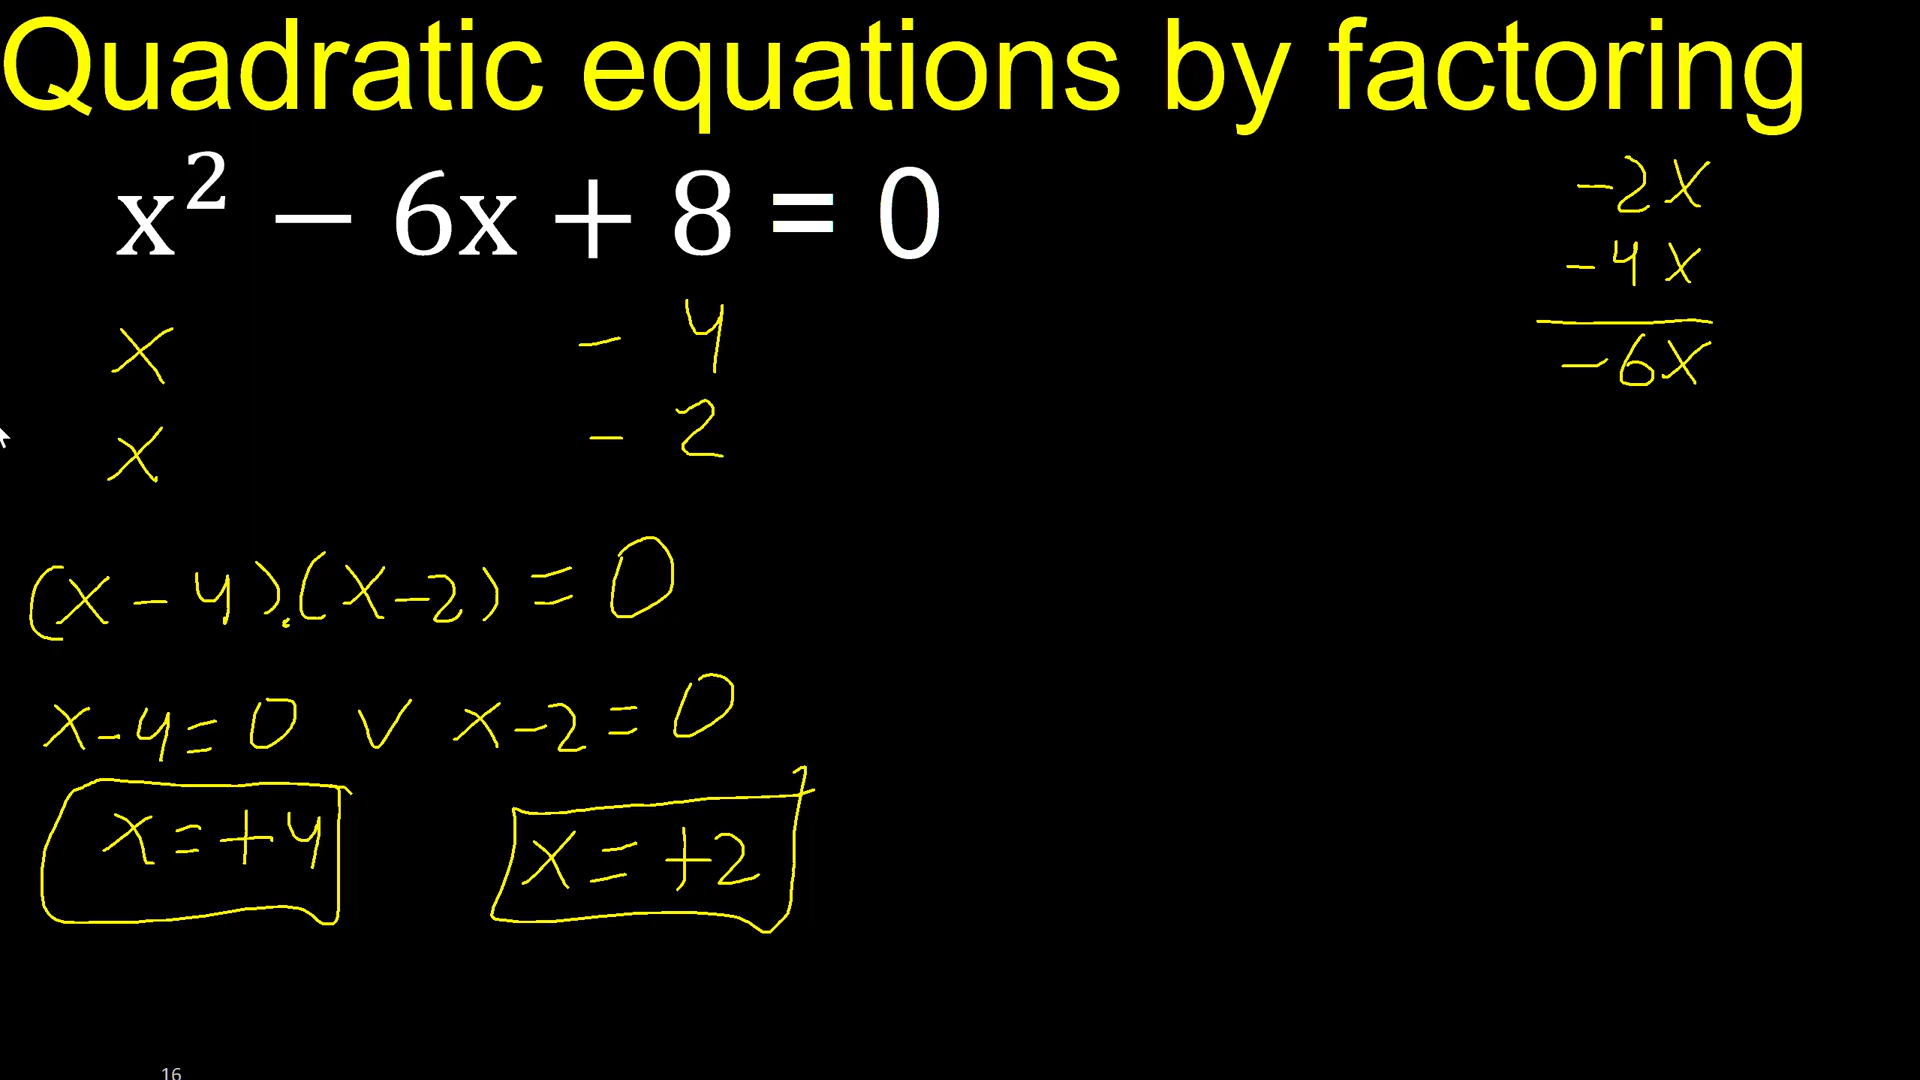 Quadratic equations by factoring
x² − 6x + 8 = 0
-2x
-4x
-6x
x - 4
x - 2
(x-4).(x-2)=0
x-4=0 v x-2=0
x=+4 x=+2
16